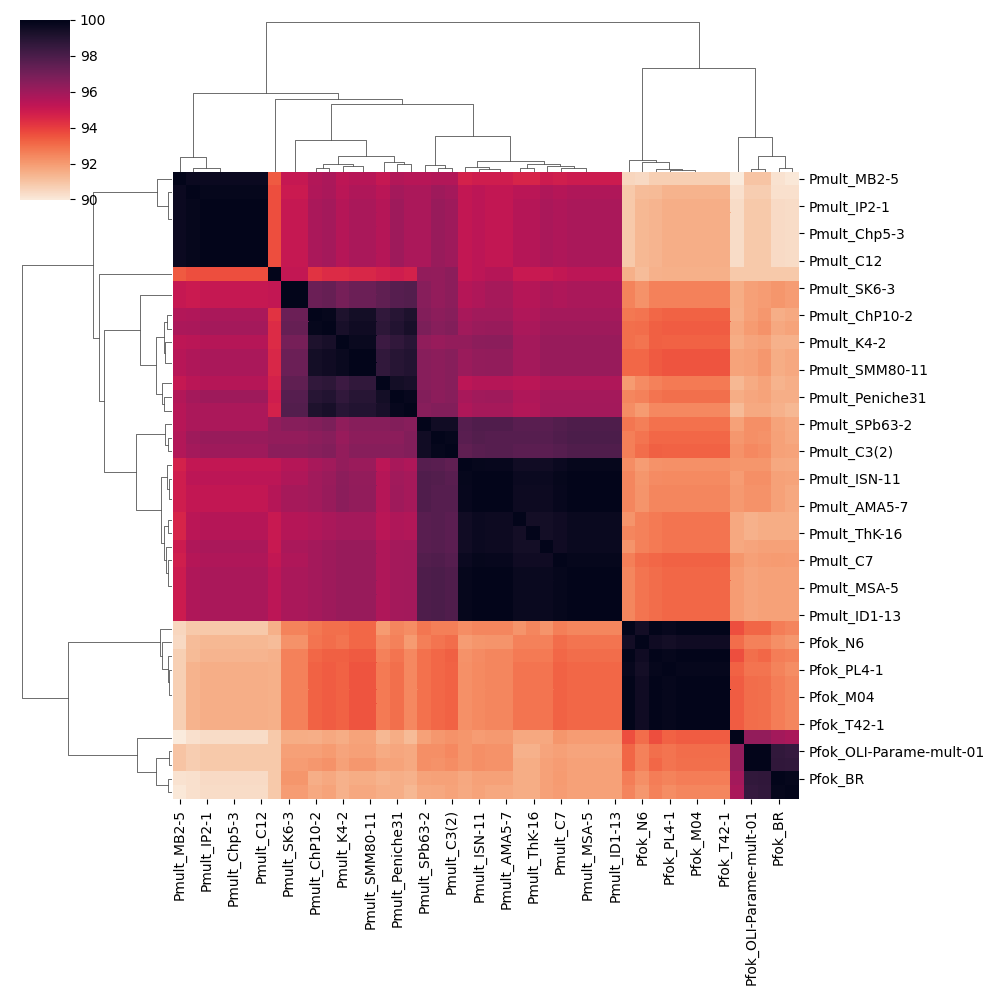 100
98
96
94
92
90
Pmult_MB2-5
Pmult_IP2-1
Pmult_Chp5-3
Pmult_C12
Pmult_SK6-3
Pmult_ChP10-2
Pmult_K4-2
Pmult_SMM80-11
Pmult_Peniche31
Pmult_SPb63-2
Pmult_C3(2)
Pmult_ISN-11
Pmult_AMA5-7
Pmult_ThK-16
Pmult_C7
Pmult_MSA-5
Pmult_ID1-13
Pfok_N6
Pfok_PL4-1
Pfok_M04
Pfok_T42-1
Pfok_OLI-Parame-mult-01
Pfok_BR
Pmult_MB2-5
Pmult_IP2-1
Pmult_Chp5-3
Pmult_C12
Pmult_SK6-3
Pmult_ChP10-2
Pmult_K4-2
Pmult_SMM80-11
Pmult_Peniche31
Pmult_SPb63-2
Pmult_C3(2)
Pmult_ISN-11
Pmult_AMA5-7
Pmult_ThK-16
Pmult_C7
Pmult_MSA-5
Pmult_ID1-13
Pfok_N6
Pfok_PL4-1
Pfok_M04
Pfok_T42-1
Pfok_OLI-Parame-mult-01
Pfok_BR